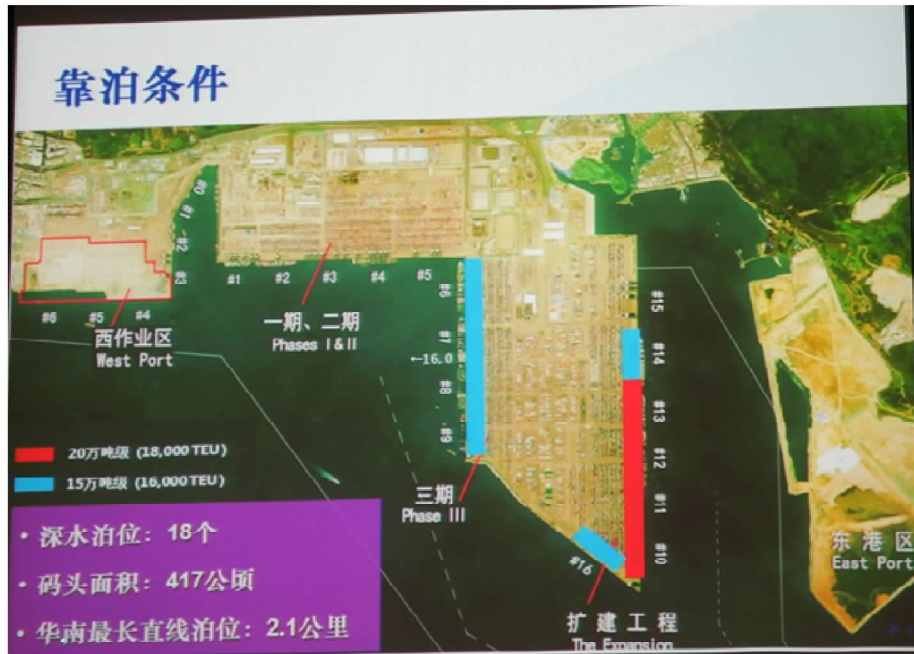 靠泊条件
#0
#1
#2
#3
#1 #2 #3 #4 #5
#6 #5 #4
西作业区
West Port
一期、二期
Phases I & II
#6
#7
←16.0
#8
#9
#15
#14
#13
#12
#11
#10
20万吨级 (18,000 TEU)
15万吨级 (16,000 TEU)
三期
Phase III
#16
• 深水泊位：18个
• 码头面积：417公顷
• 华南最长直线泊位：2.1公里
东港区
East Port
扩建工程
The Expansion